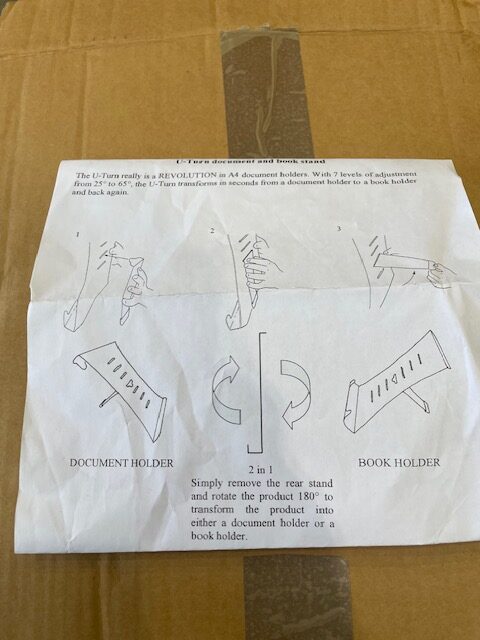 U-Turn document and book stand
The U-Turn really is a REVOLUTION in A4 document holders. With 7 levels of adjustment
from 25° to 65°, the U-Turn transforms in seconds from a document holder to a book holder
and back again.
1 2 3
DOCUMENT HOLDER
2 in 1
BOOK HOLDER
Simply remove the rear stand
and rotate the product 180° to
transform the product into
either a document holder or a
book holder.